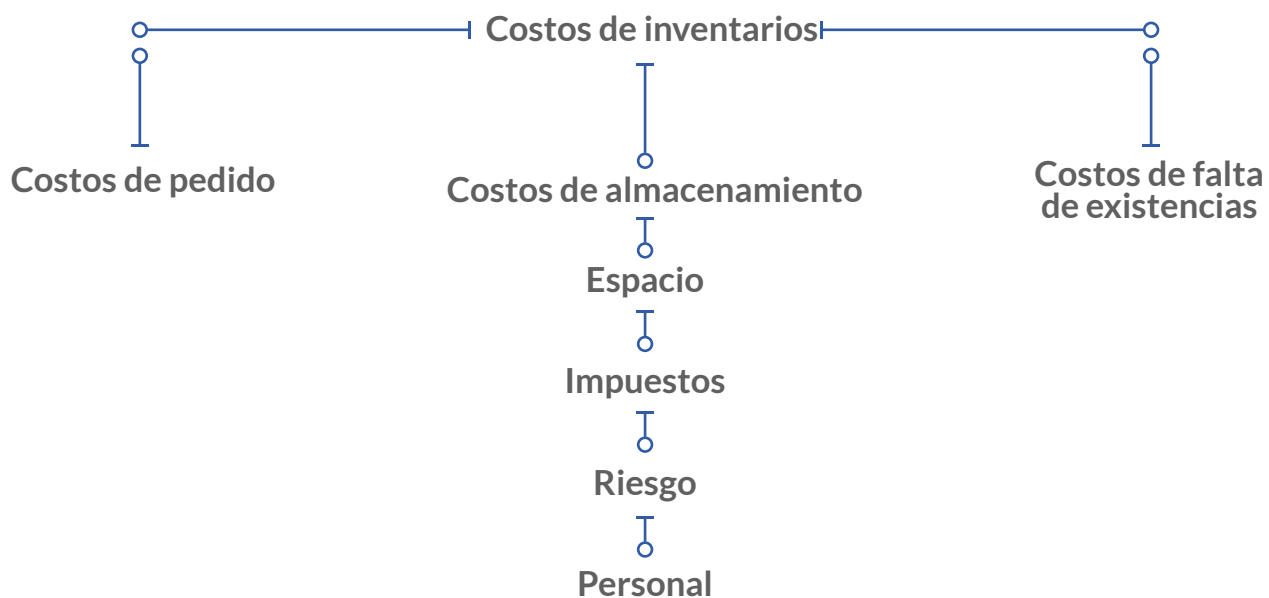 Costos de inventarios
Costos de pedido
Costos de almacenamiento
Costos de falta
de existencias
Espacio
Impuestos
Riesgo
Personal